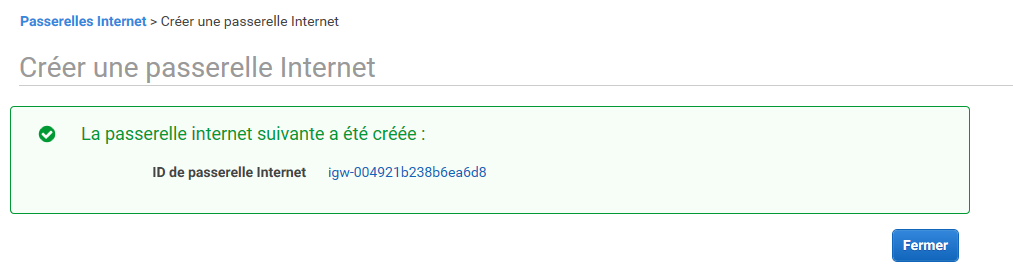 Passerelles Internet > Créer une passerelle Internet
Créer une passerelle Internet
La passerelle internet suivante a été créée :
ID de passerelle Internet igw-004921b238b6ea6d8
Fermer